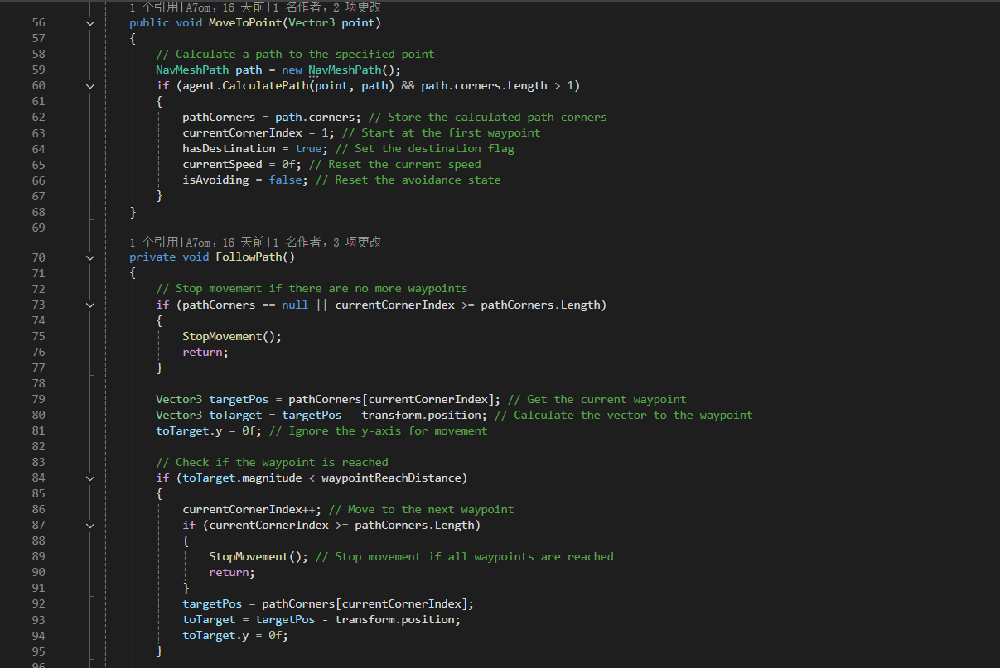 1 个引用|A7om，16 天前|1 名作者，2 项更改
56 public void MoveToPoint(Vector3 point)
57 {
58 // Calculate a path to the specified point
59 NavMeshPath path = new NavMeshPath();
60 if (agent.CalculatePath(point, path) && path.corners.Length > 1)
61 {
62 pathCorners = path.corners; // Store the calculated path corners
63 currentCornerIndex = 1; // Start at the first waypoint
64 hasDestination = true; // Set the destination flag
65 currentSpeed = 0f; // Reset the current speed
66 isAvoiding = false; // Reset the avoidance state
67 }
68 }
69
1 个引用|A7om，16 天前|1 名作者，3 项更改
70 private void FollowPath()
71 {
72 // Stop movement if there are no more waypoints
73 if (pathCorners == null || currentCornerIndex >= pathCorners.Length)
74 {
75 StopMovement();
76 return;
77 }
78
79 Vector3 targetPos = pathCorners[currentCornerIndex]; // Get the current waypoint
80 Vector3 toTarget = targetPos - transform.position; // Calculate the vector to the waypoint
81 toTarget.y = 0f; // Ignore the y-axis for movement
82
83 // Check if the waypoint is reached
84 if (toTarget.magnitude < waypointReachDistance)
85 {
86 currentCornerIndex++; // Move to the next waypoint
87 if (currentCornerIndex >= pathCorners.Length)
88 {
89 StopMovement(); // Stop movement if all waypoints are reached
90 return;
91 }
92 targetPos = pathCorners[currentCornerIndex];
93 toTarget = targetPos - transform.position;
94 toTarget.y = 0f;
95 }
96